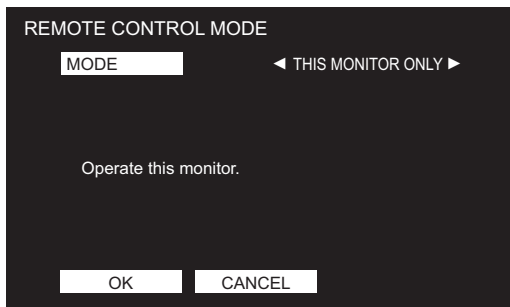 REMOTE CONTROL MODE
MODE ◄ THIS MONITOR ONLY ►
Operate this monitor.
OK CANCEL